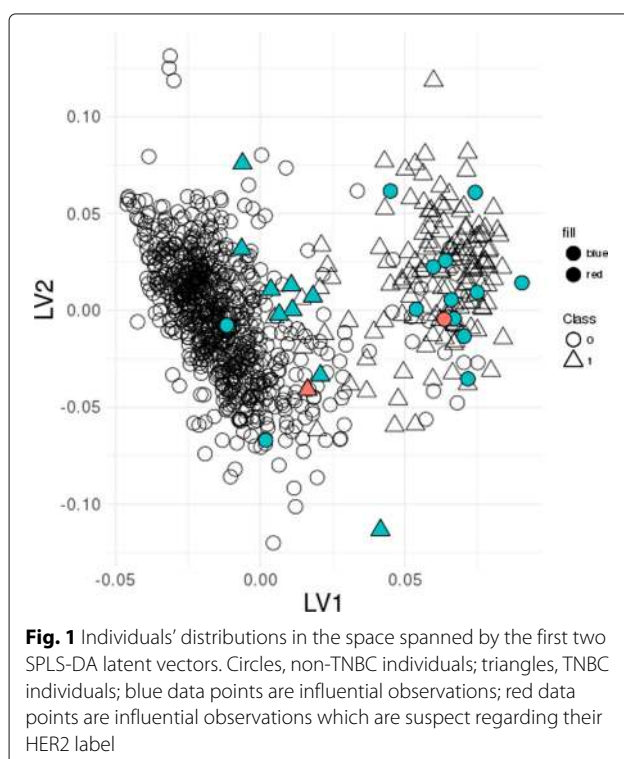 0.10
0.05
0.00
-0.05
-0.10
LV2
-0.05
0.00
0.05
LV1
fill
blue
red
Class
0
1
Fig. 1 Individuals' distributions in the space spanned by the first two
SPLS-DA latent vectors. Circles, non-TNBC individuals; triangles, TNBC
individuals; blue data points are influential observations; red data
points are influential observations which are suspect regarding their
HER2 label